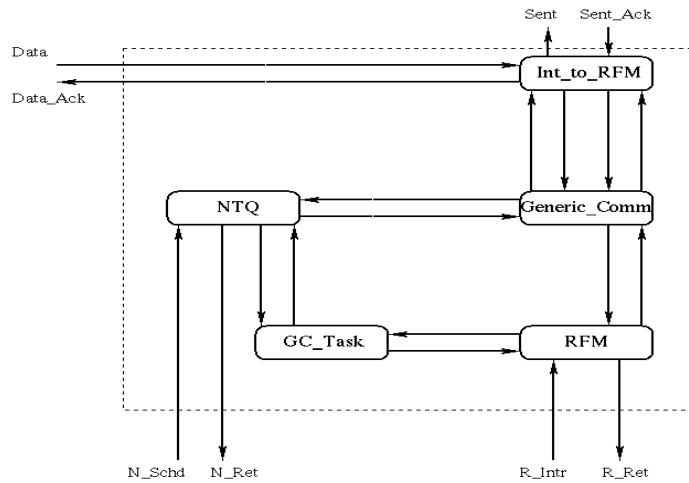 Sent Sent_Ack
Data
Int_to_RFM
Data_Ack
NTQ Generic_Comm
GC_Task RFM
N_Schd N_Ret R_Intr R_Ret